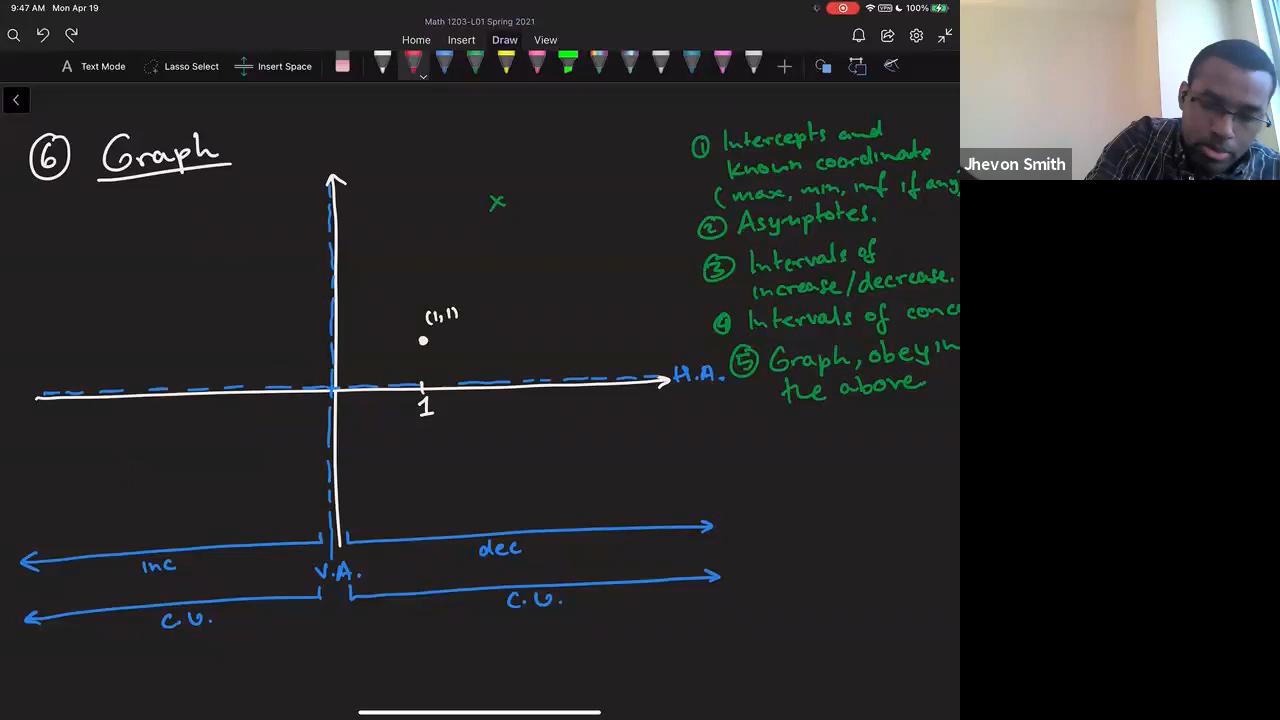 9:47 AM Mon Apr 19
VPN 100%
Math 1203-L01 Spring 2021
Home Insert Draw View
Text Mode Lasso Select Insert Space
⑥ Graph
x
(1,1)
1
H.A.
inc
V.A.
dec
C.U.
C.U.
① Intercepts and
known coordinate
(max, min, inf if any
② Asymptotes.
③ Intervals of
increase/decrease.
④ Intervals of conc
⑤ Graph, obeyin
the above
Jhevon Smith